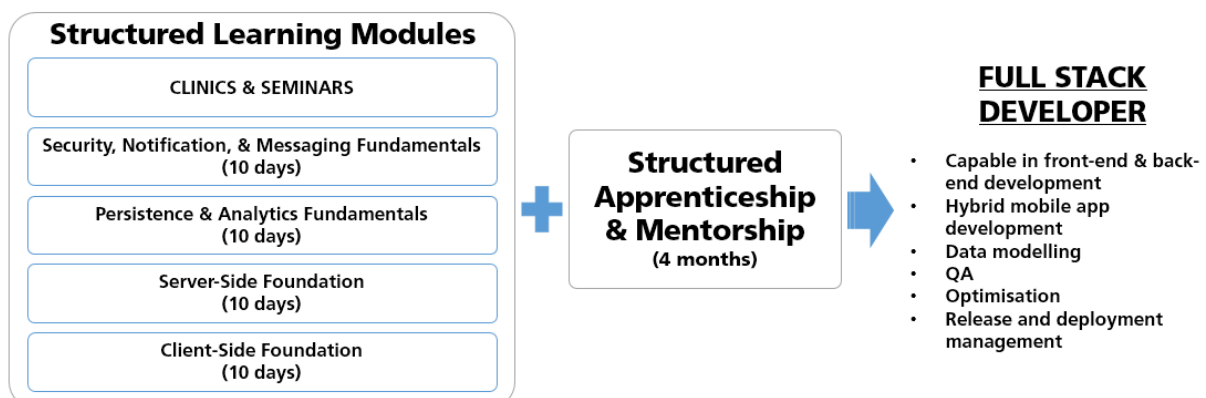 Structured Learning Modules
CLINICS & SEMINARS
Security, Notification, & Messaging Fundamentals
(10 days)
Persistence & Analytics Fundamentals
(10 days)
Server-Side Foundation
(10 days)
Client-Side Foundation
(10 days)
Structured
Apprenticeship
& Mentorship
(4 months)
FULL STACK
DEVELOPER
• Capable in front-end & back-
end development
• Hybrid mobile app
development
• Data modelling
• QA
• Optimisation
• Release and deployment
management